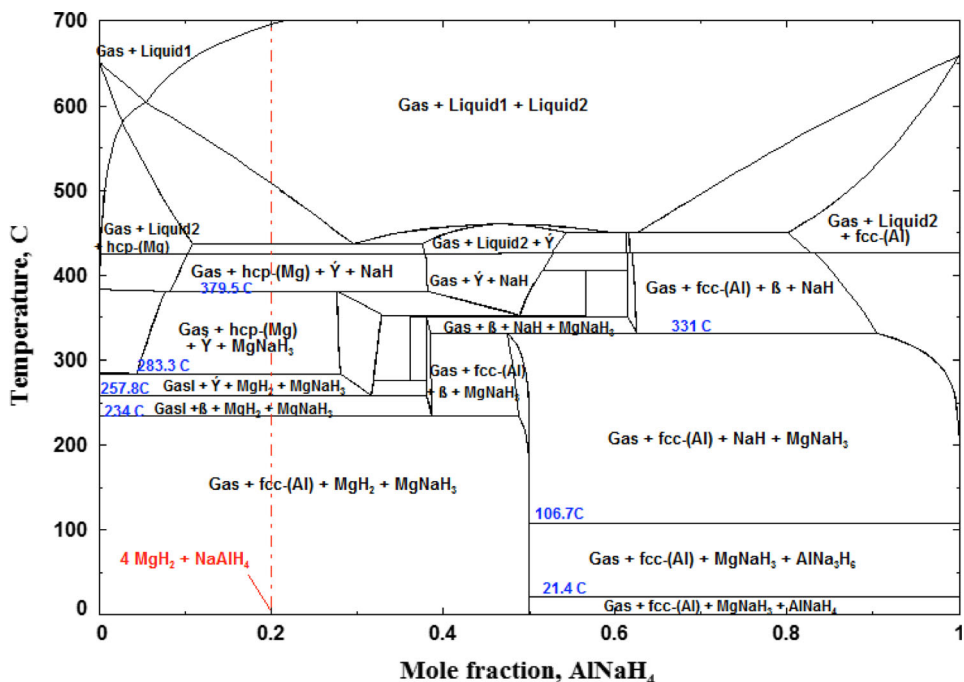 700
600
500
400
300
200
100
0
Temperature, C
Gas + Liquid1
Gas + Liquid1 + Liquid2
Gas + Liquid2
+ hcp-(Mg)
Gas + Liquid2 + Ý
Gas + Liquid2
+ fcc-(Al)
Gas + hcp-(Mg) + Ý + NaH
379.5 C
Gas + Ý + NaH
Gas + fcc-(Al) + ß + NaH
331 C
Gas + hcp-(Mg)
+ Ý + MgNaH₃
283.3 C
Gas + ß + NaH + MgNaH₃
Gas + fcc-(Al)
+ ß + MgNaH₃
257.8C
GasI + Ý + MgH₂ + MgNaH₃
234 C
GasI +ß + MgH₂ + MgNaH₃
Gas + fcc-(Al) + NaH + MgNaH₃
Gas + fcc-(Al) + MgH₂ + MgNaH₃
106.7C
4 MgH₂ + NaAlH₄
Gas + fcc-(Al) + MgNaH₃ + AlNa₃H₆
21.4 C
Gas + fcc-(Al) + MgNaH₃ + AlNaH₄
0 0.2 0.4 0.6 0.8 1
Mole fraction, AlNaH₄